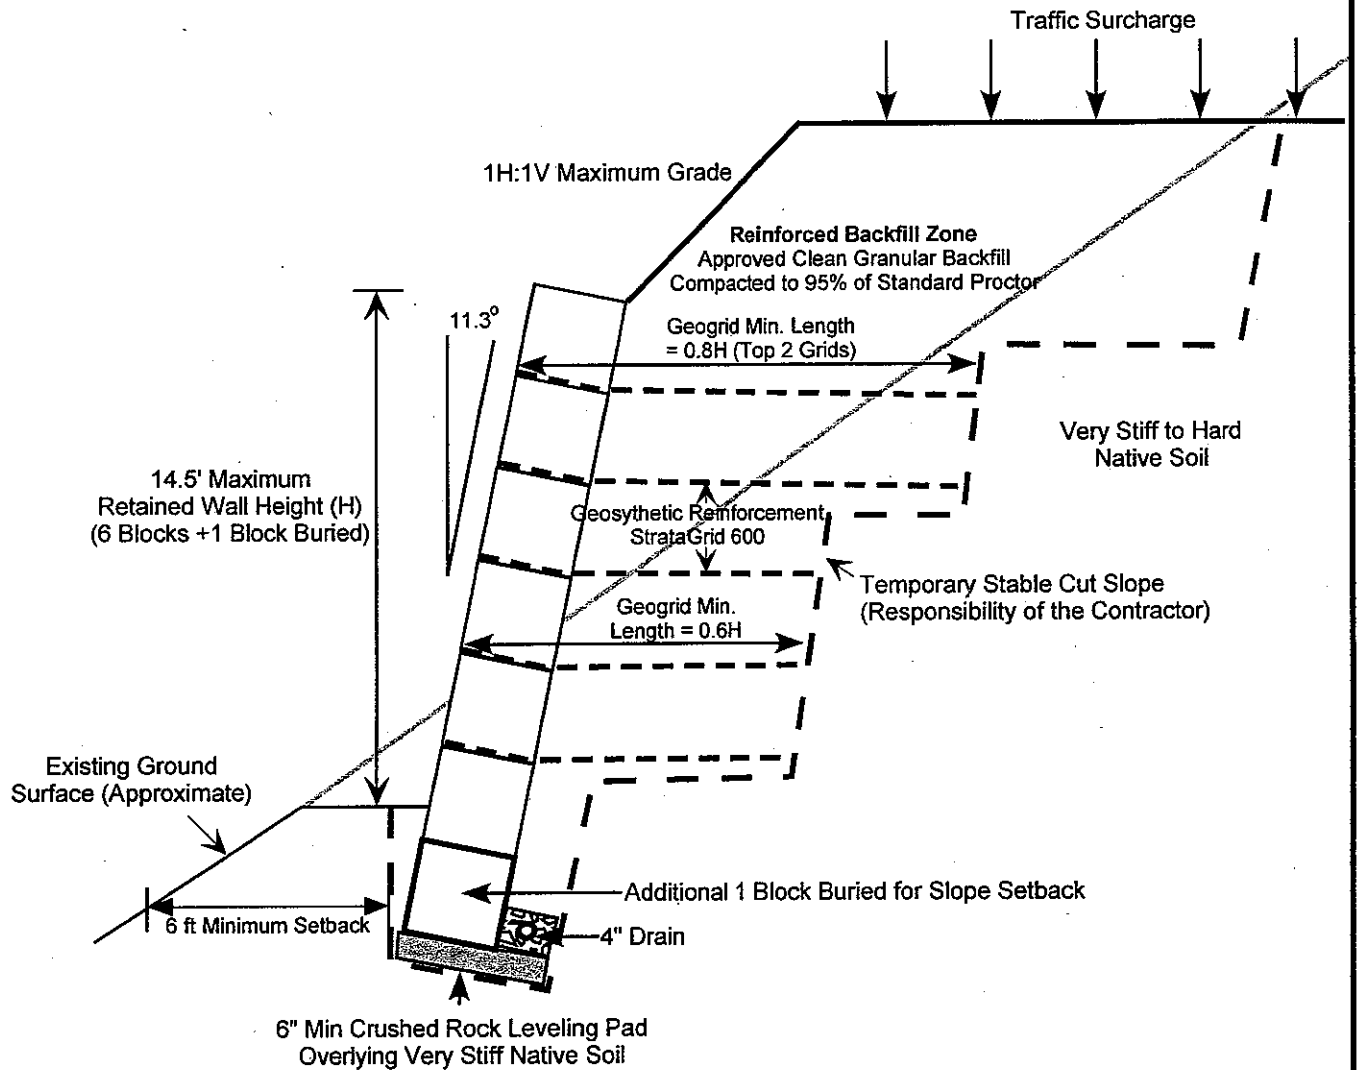 Traffic Surcharge
1H:1V Maximum Grade
Reinforced Backfill Zone
Approved Clean Granular Backfill
Compacted to 95% of Standard Proctor
11.3°
Geogrid Min. Length
= 0.8H (Top 2 Grids)
Very Stiff to Hard
Native Soil
14.5' Maximum
Retained Wall Height (H)
(6 Blocks +1 Block Buried)
Geosythetic Reinforcement
StrataGrid 600
Temporary Stable Cut Slope
(Responsibility of the Contractor)
Geogrid Min.
Length = 0.6H
Existing Ground
Surface (Approximate)
Additional 1 Block Buried for Slope Setback
6 ft Minimum Setback
4" Drain
6" Min Crushed Rock Leveling Pad
Overlying Very Stiff Native Soil